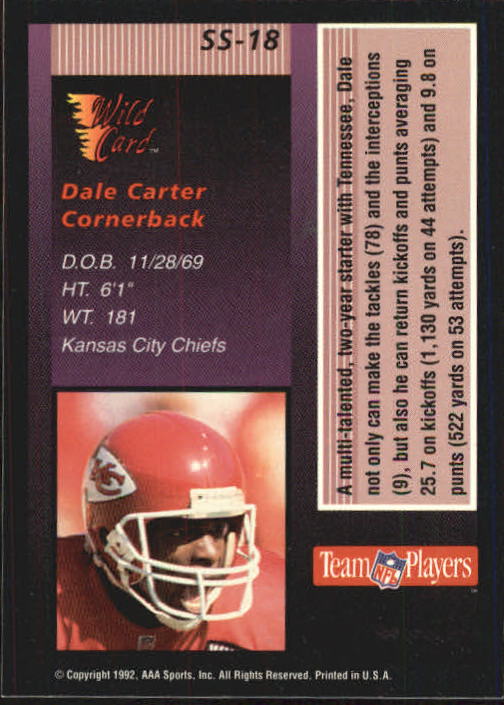 SS-18
Wild
Card™
Dale Carter
Cornerback
D.O.B. 11/28/69
HT. 6'1"
WT. 181
Kansas City Chiefs
A multi-talented, two-year starter with Tennessee, Dale
not only can make the tackles (78) and the interceptions
(9), but also he can return kickoffs and punts averaging
25.7 on kickoffs (1,130 yards on 44 attempts) and 9.8 on
punts (522 yards on 53 attempts).
KC
Team NFL Players
© Copyright 1992, AAA Sports, Inc. All Rights Reserved. Printed in U.S.A.